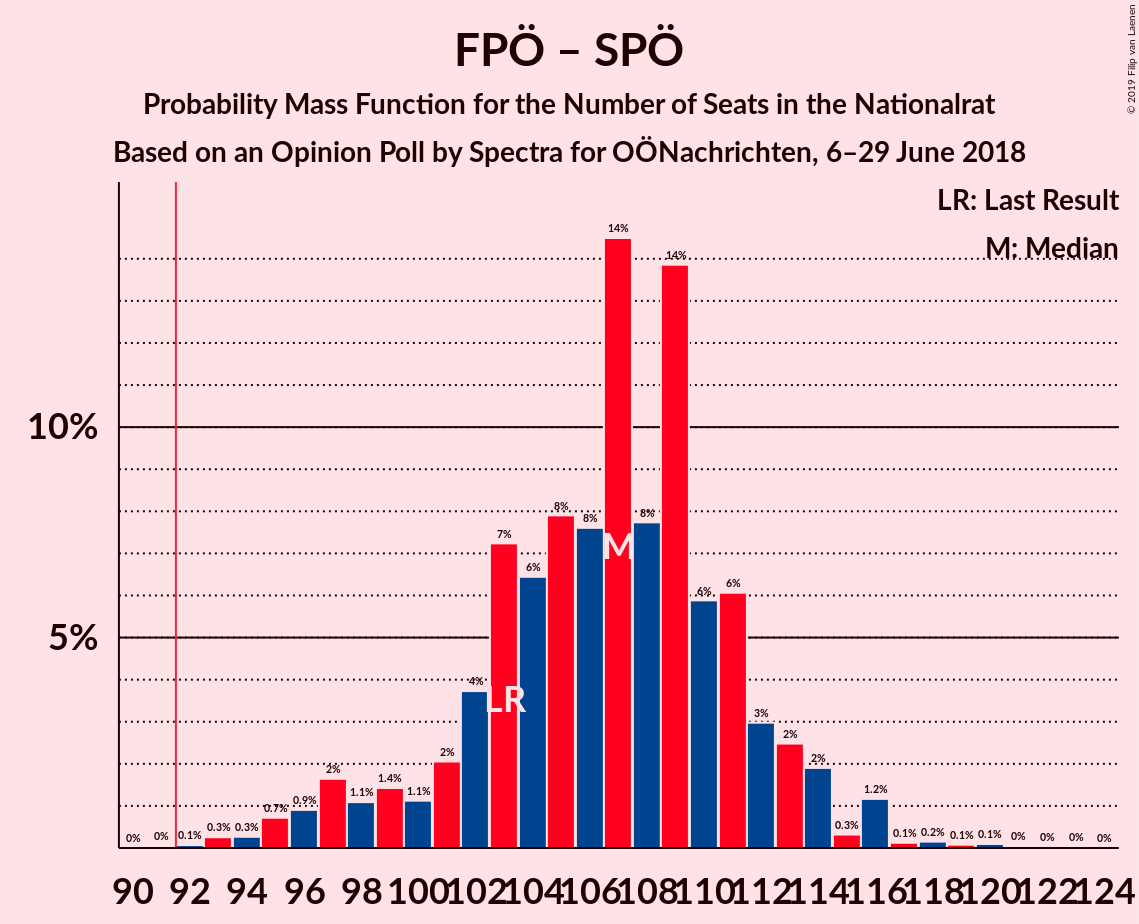 FPÖ – SPÖ
Probability Mass Function for the Number of Seats in the Nationalrat
Based on an Opinion Poll by Spectra for OÖNachrichten, 6–29 June 2018
© 2019 Filip van Laenen
LR: Last Result
M: Median
10%
5%
0% 0% 0.1% 0.3% 0.3% 0.7% 0.9% 2% 1.1% 1.4% 1.1% 2% 4% 7% 6% 8% 8% 14% 8% 14% 6% 6% 3% 2% 2% 0.3% 1.2% 0.1% 0.2% 0.1% 0.1% 0% 0% 0% 0%
M
LR
90 92 94 96 98 100 102 104 106 108 110 112 114 116 118 120 122 124